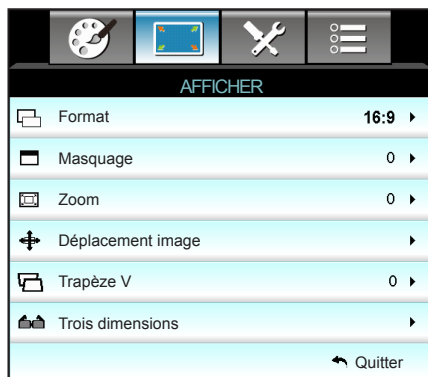 AFFICHER
Format 16:9
Masquage 0
Zoom 0
Déplacement image
Trapèze V 0
Trois dimensions
Quitter